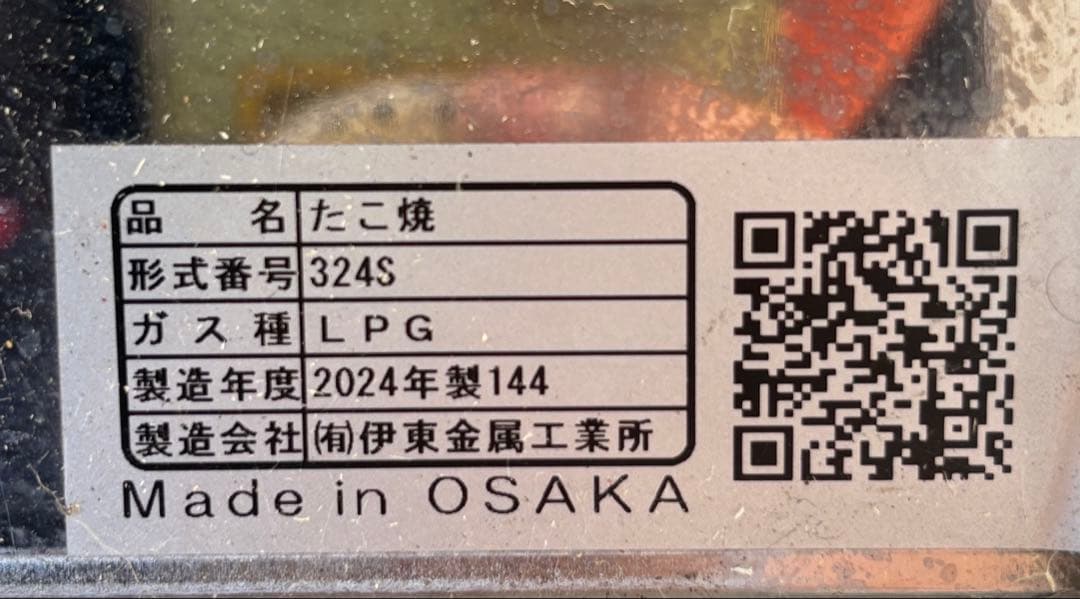 品名 たこ焼
形式番号 324S
ガス種 LPG
製造年度 2024年製144
製造会社 ㈲伊東金属工業所
Made in OSAKA